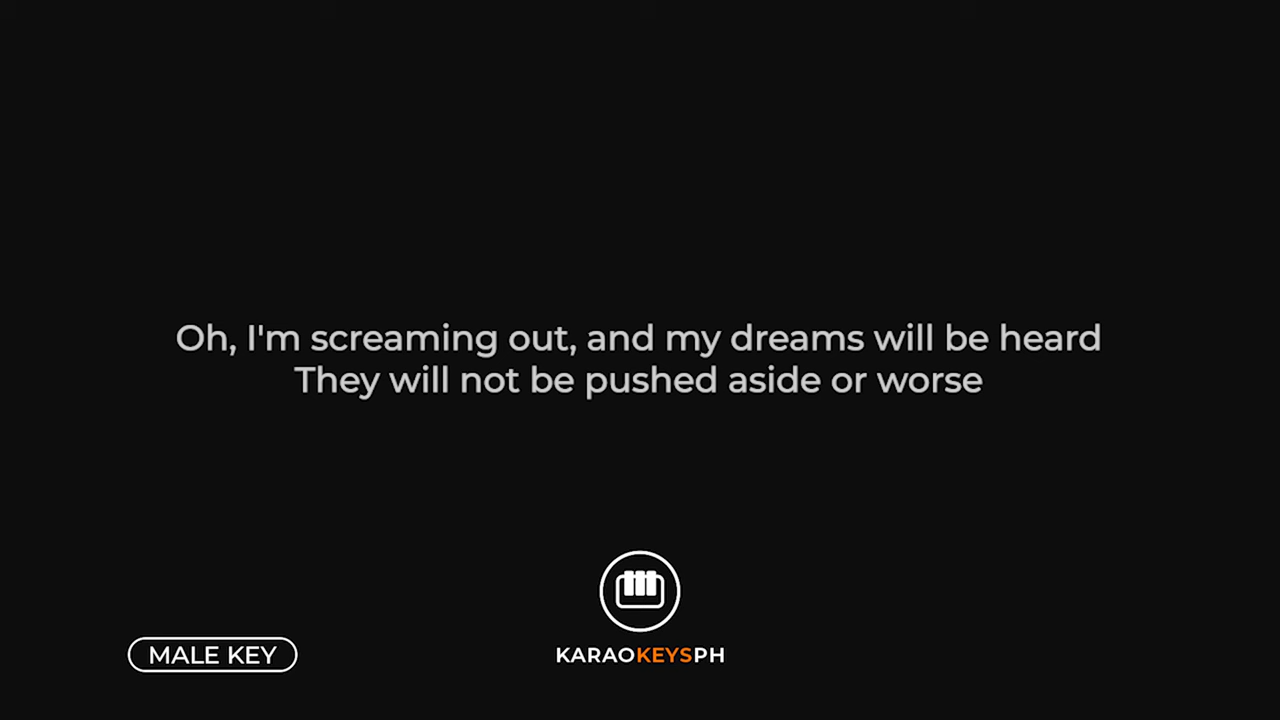 Oh, I'm screaming out, and my dreams will be heard
They will not be pushed aside or worse
MALE KEY
KARAOKEYSPH